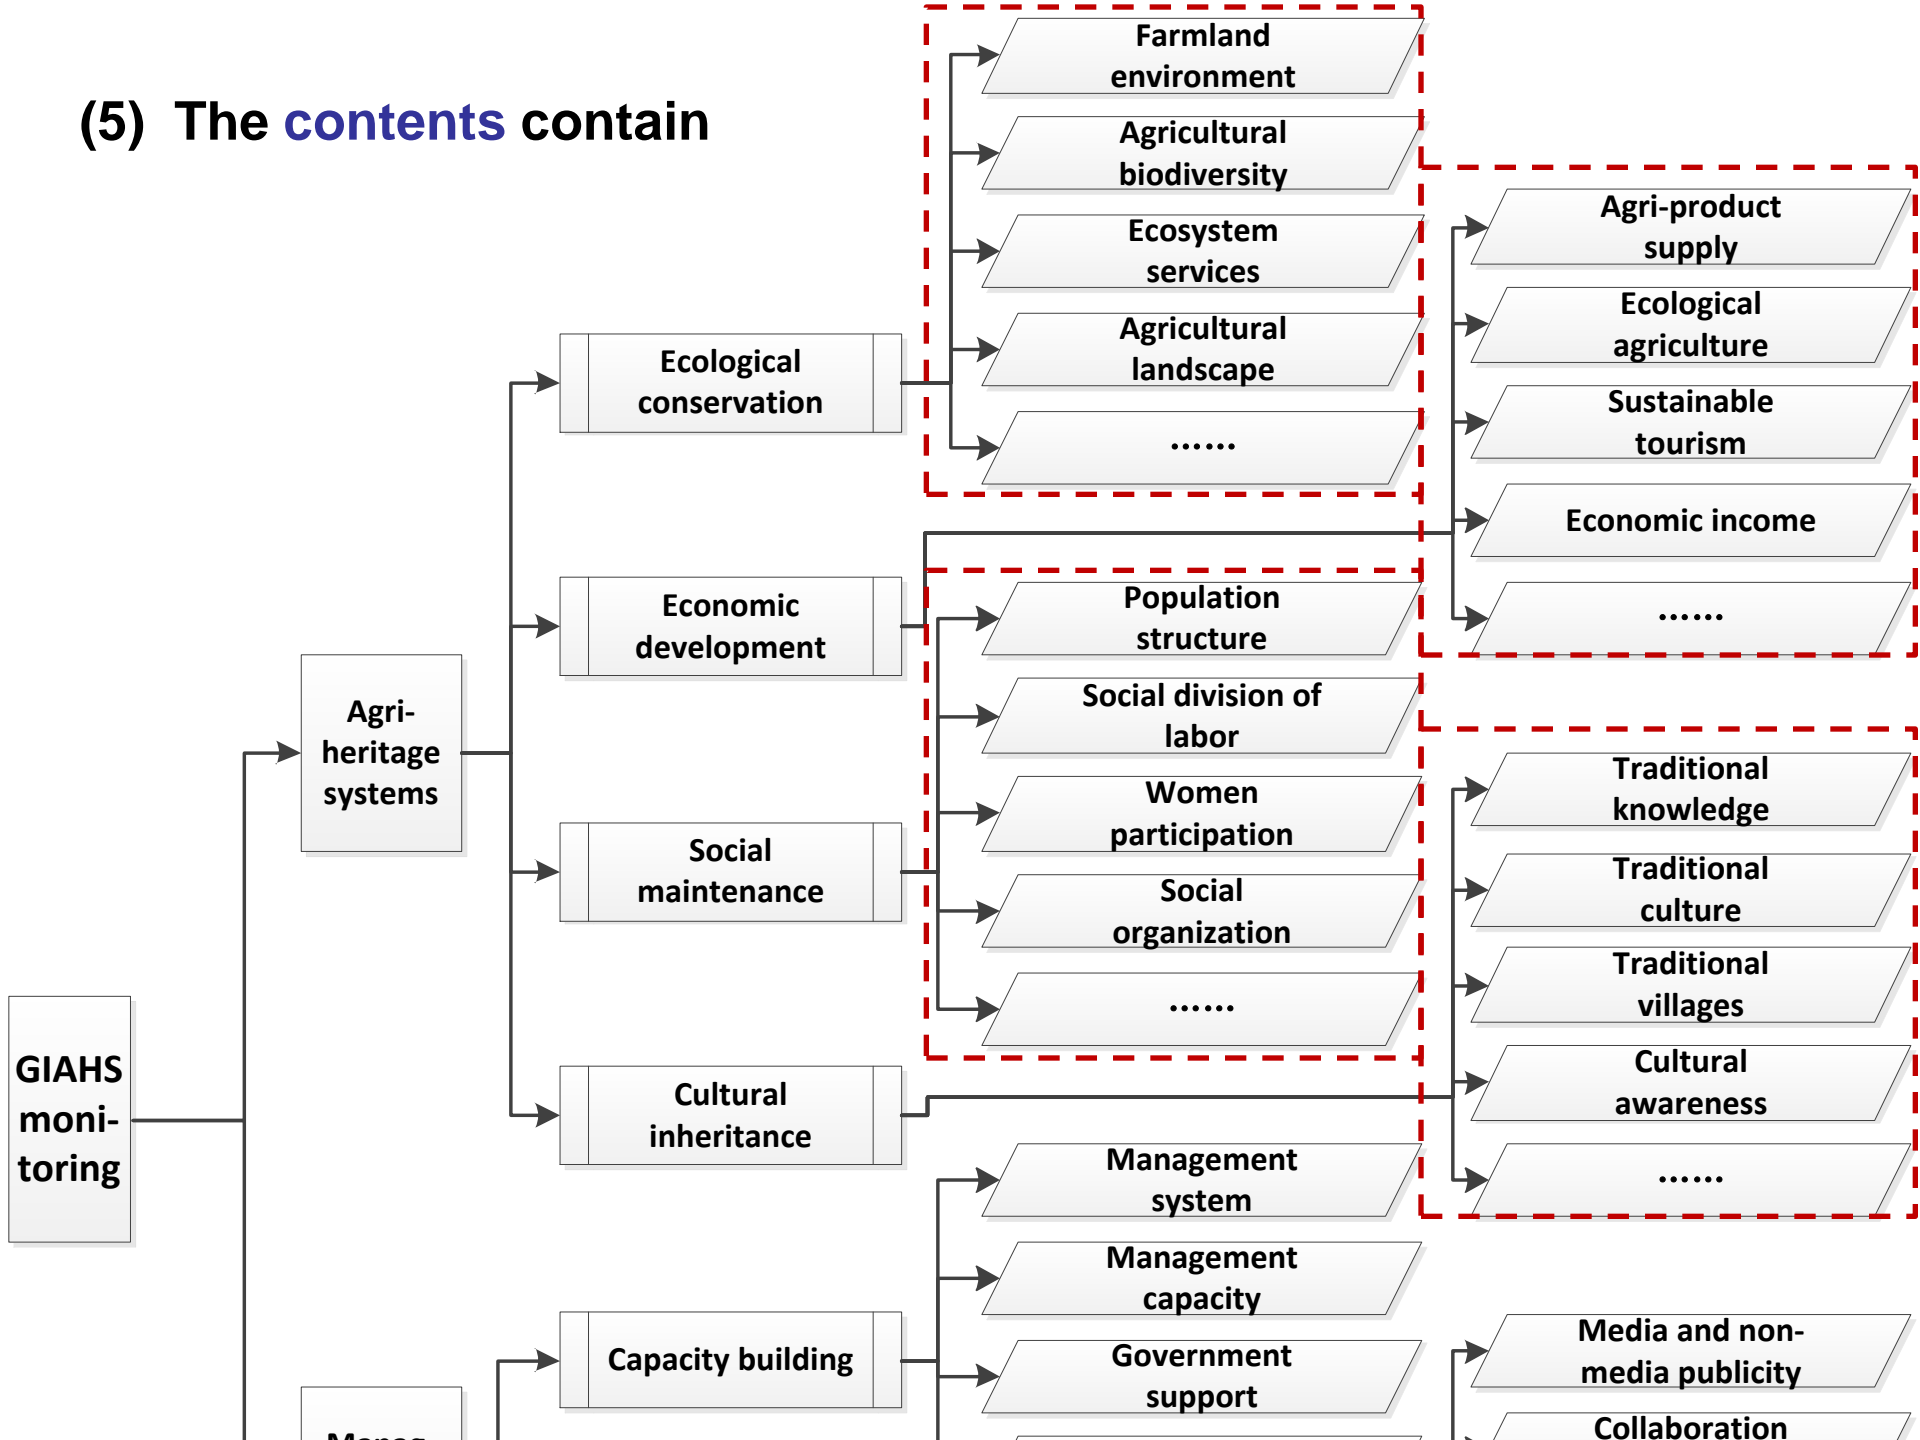 (5) The contents contain
Farmland
environment
Agricultural
biodiversity
Ecosystem
services
Agricultural
landscape
......
Agri-product
supply
Ecological
agriculture
Sustainable
tourism
Economic income
......
Ecological
conservation
Economic
development
Population
structure
Social division of
labor
Women
participation
Social
organization
......
Agri-
heritage
systems
Social
maintenance
Traditional
knowledge
Traditional
culture
Traditional
villages
Cultural
awareness
......
Cultural
inheritance
GIAHS
moni-
toring
Management
system
Management
capacity
Government
support
Capacity building
Media and non-
media publicity
Collaboration